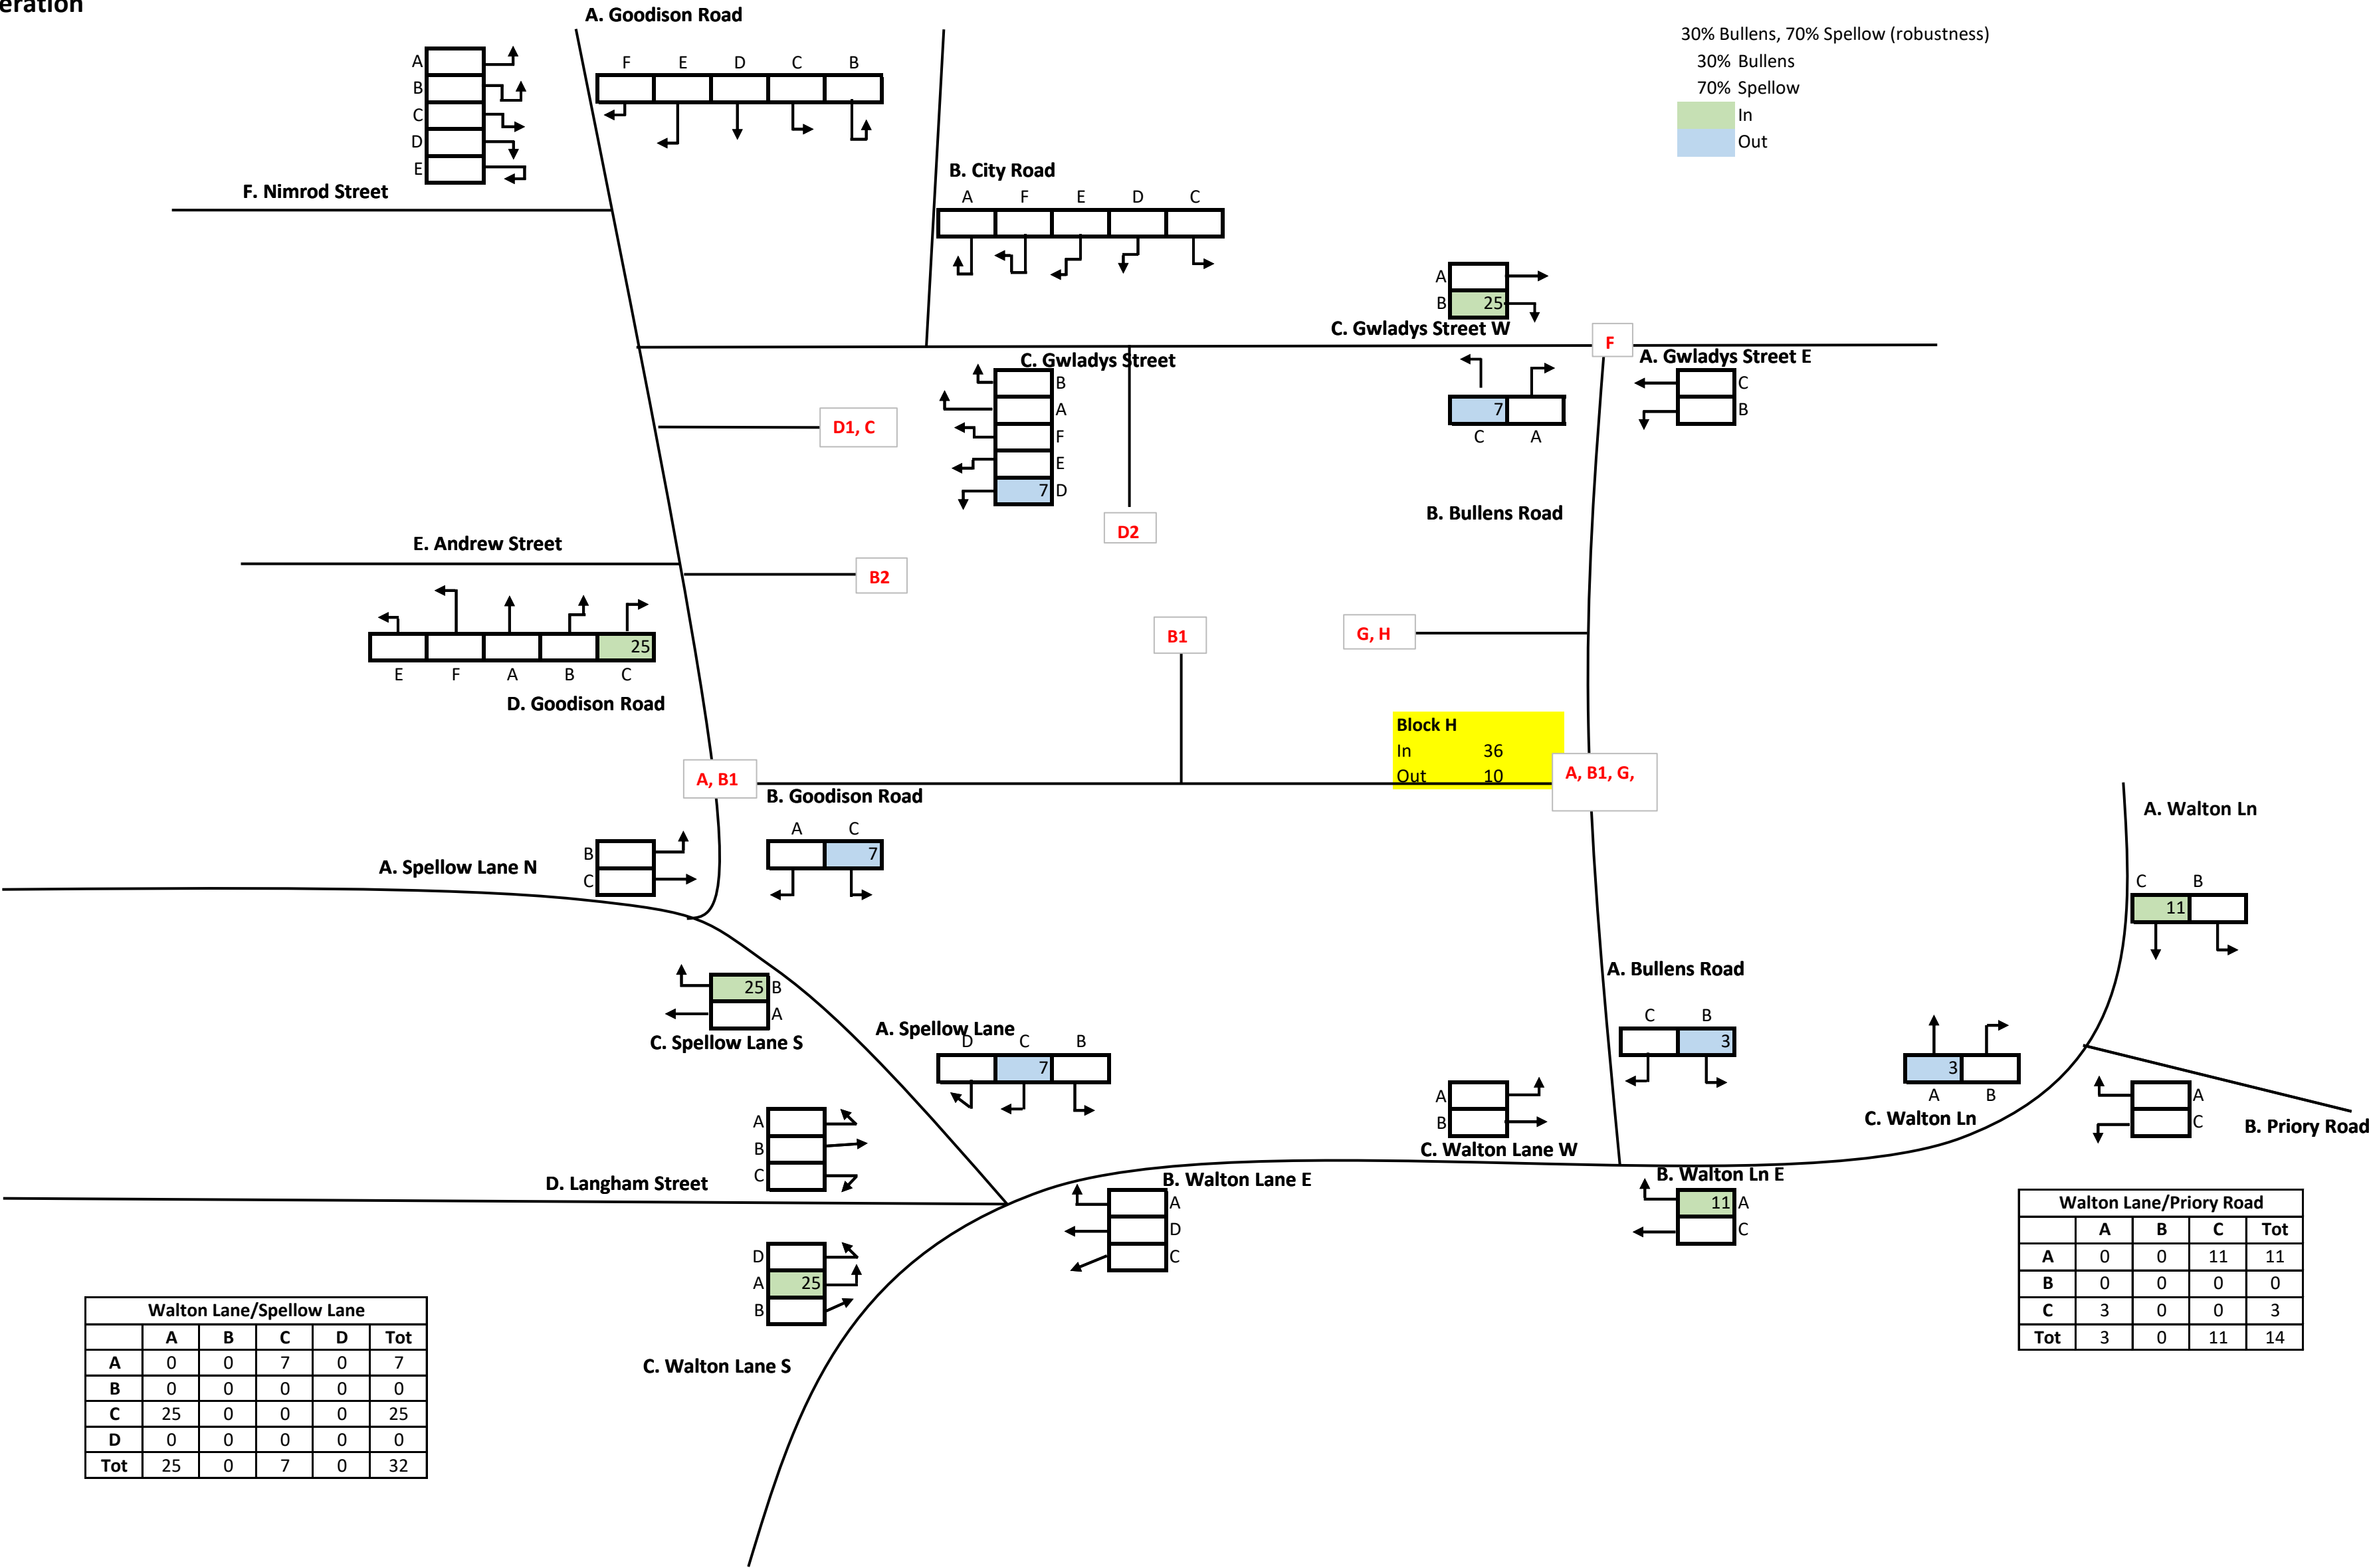 eration
A. Goodison Road
30% Bullens, 70% Spellow (robustness)
30% Bullens
70% Spellow
In
Out
A
B
C
D
E
F E D C B
F. Nimrod Street
B. City Road
A F E D C
A
B 25
C. Gwladys Street W
F
A. Gwladys Street E
C. Gwladys Street
B
A
F
E
7 D
7
C A
C
B
D1, C
D2
B. Bullens Road
E. Andrew Street
B2
25
E F A B C
D. Goodison Road
B1
G, H
Block H
In 36
Out 10
A, B1
A, B1, G,
B. Goodison Road
A C
7
A. Spellow Lane N
B
C
A. Walton Ln
C B
11
25 B
A
C. Spellow Lane S
A. Spellow Lane
D C B
7
A. Bullens Road
C B
3
3
A B
C. Walton Ln
A
C
B. Priory Road
A
B
C. Walton Lane W
A
B
C
D. Langham Street
B. Walton Lane E
A
D
C
B. Walton Ln E
11 A
C
D
A 25
B
C. Walton Lane S
Walton Lane/Priory Road
A B C Tot
A 0 0 11 11
B 0 0 0 0
C 3 0 0 3
Tot 3 0 11 14
Walton Lane/Spellow Lane
A B C D Tot
A 0 0 7 0 7
B 0 0 0 0 0
C 25 0 0 0 25
D 0 0 0 0 0
Tot 25 0 7 0 32